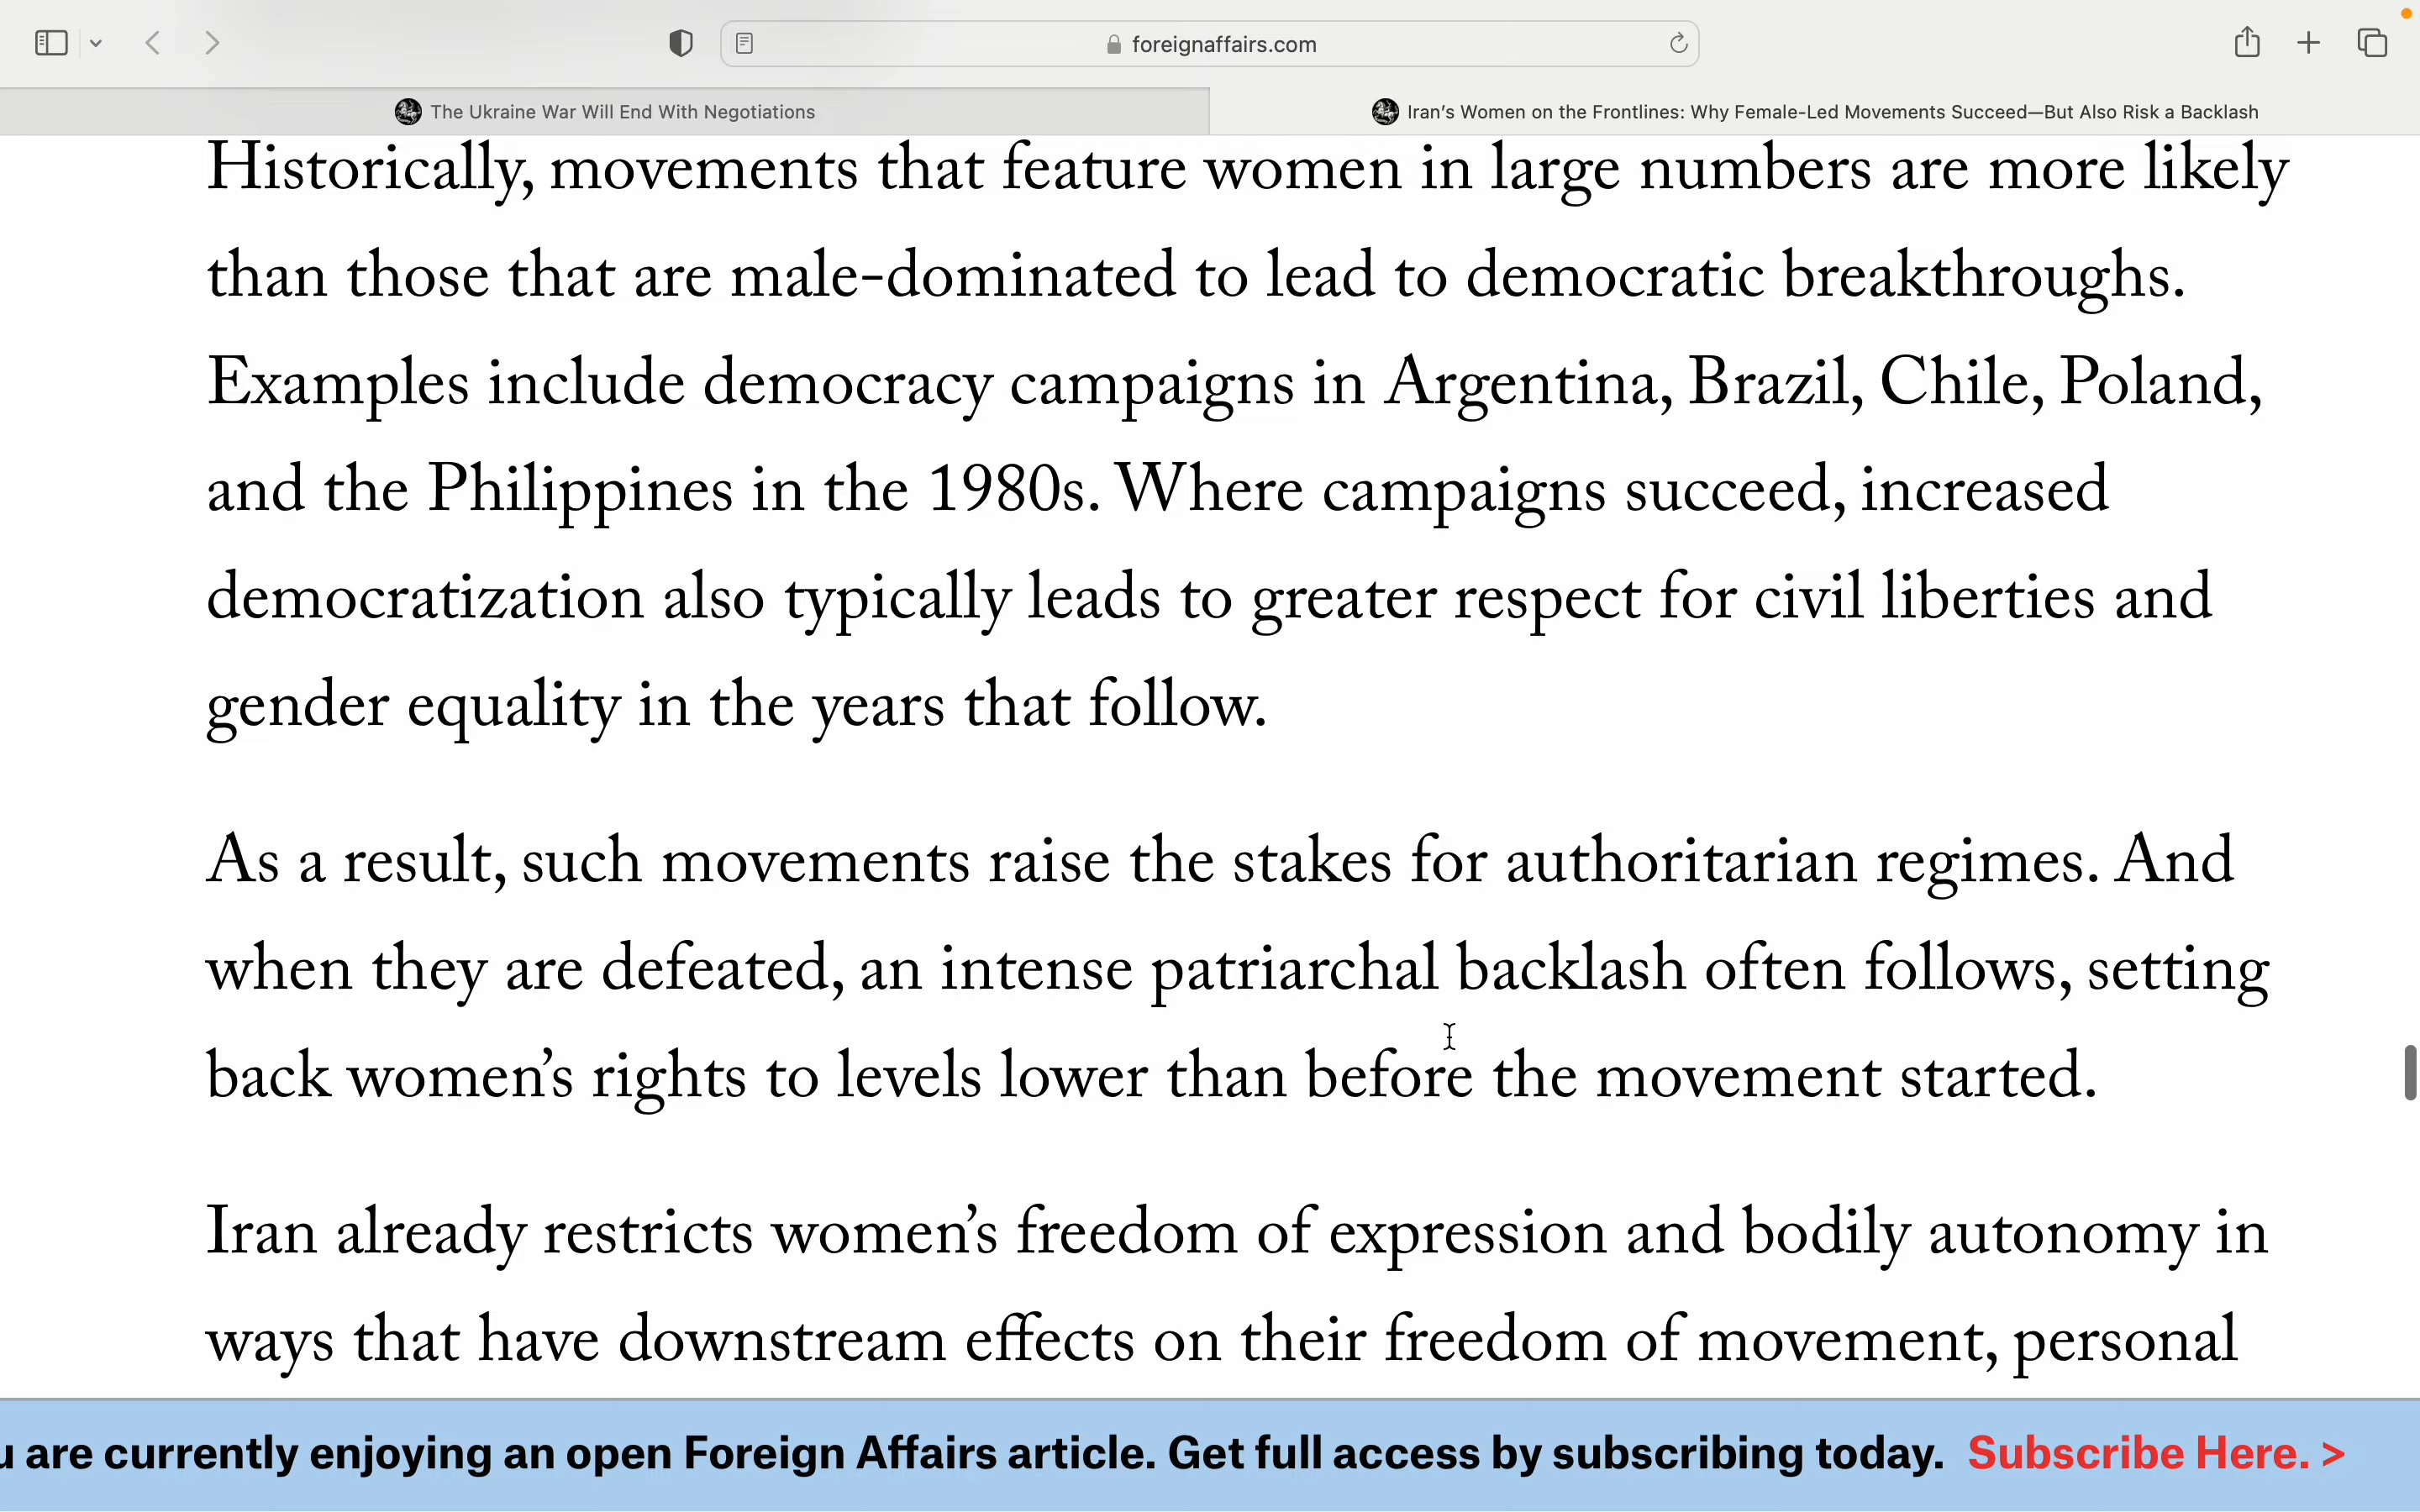 foreignaffairs.com
The Ukraine War Will End With Negotiations
Iran’s Women on the Frontlines: Why Female-Led Movements Succeed—But Also Risk a Backlash
Historically, movements that feature women in large numbers are more likely
than those that are male-dominated to lead to democratic breakthroughs.
Examples include democracy campaigns in Argentina, Brazil, Chile, Poland,
and the Philippines in the 1980s. Where campaigns succeed, increased
democratization also typically leads to greater respect for civil liberties and
gender equality in the years that follow.
As a result, such movements raise the stakes for authoritarian regimes. And
when they are defeated, an intense patriarchal backlash often follows, setting
back women’s rights to levels lower than before the movement started.
Iran already restricts women’s freedom of expression and bodily autonomy in
ways that have downstream effects on their freedom of movement, personal
u are currently enjoying an open Foreign Affairs article. Get full access by subscribing today. Subscribe Here. >